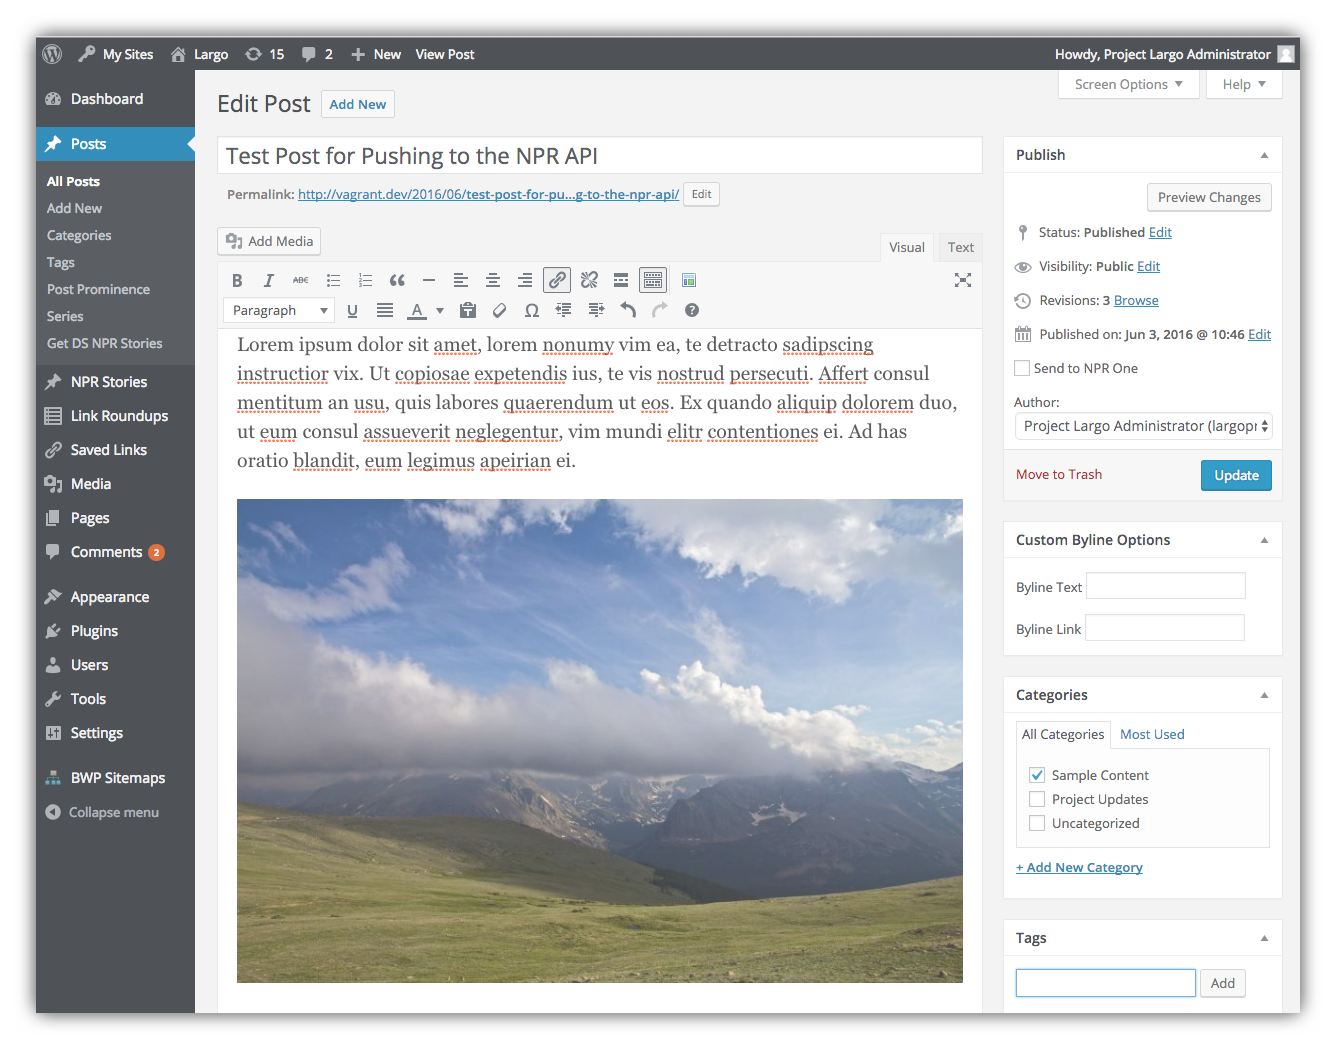 My Sites Largo 15 2 New View Post Howdy, Project Largo Administrator
Screen Options Help
Dashboard
Posts
All Posts
Add New
Categories
Tags
Post Prominence
Series
Get DS NPR Stories
NPR Stories
Link Roundups
Saved Links
Media
Pages
Comments 2
Appearance
Plugins
Users
Tools
Settings
BWP Sitemaps
Collapse menu
Edit Post Add New
Test Post for Pushing to the NPR API
Permalink: http://vagrant.dev/2016/06/test-post-for-pu...g-to-the-npr-api/ Edit
Add Media
Visual Text
B I ABC
Paragraph U A Ω
Lorem ipsum dolor sit amet, lorem nonumy vim ea, te detracto sadipscing
instructior vix. Ut copiosae expetendis ius, te vis nostrud persecuti. Affert consul
mentitum an usu, quis labores quaerendum ut eos. Ex quando aliquip dolorem duo,
ut eum consul assueverit neglegentur, vim mundi elitr contentiones ei. Ad has
oratio blandit, eum legimus apeirian ei.
Publish
Preview Changes
Status: Published Edit
Visibility: Public Edit
Revisions: 3 Browse
Published on: Jun 3, 2016 @ 10:46 Edit
Send to NPR One
Author:
Project Largo Administrator (largopr
Move to Trash Update
Custom Byline Options
Byline Text
Byline Link
Categories
All Categories Most Used
Sample Content
Project Updates
Uncategorized
+ Add New Category
Tags
Add